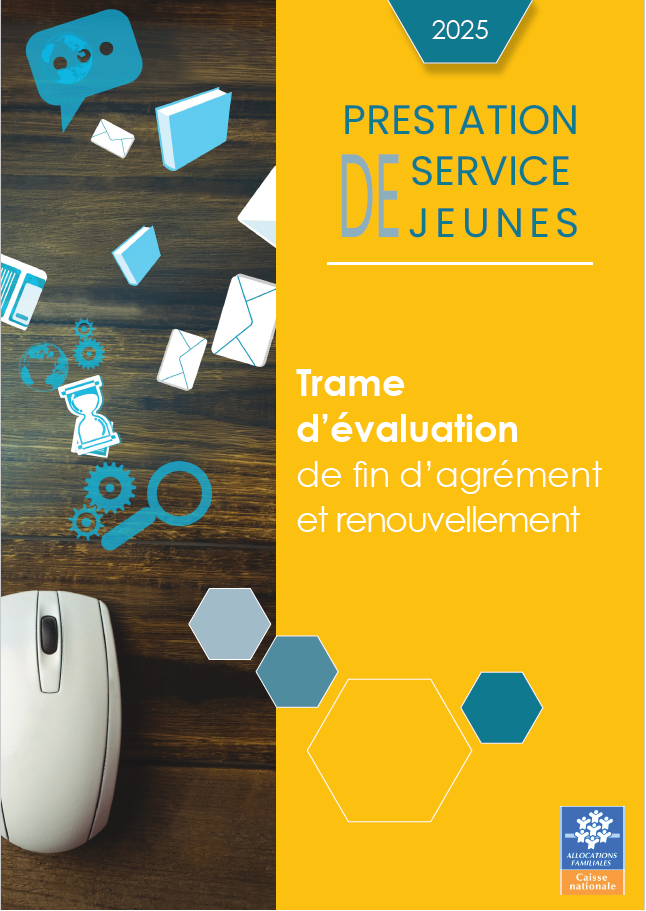 2025
PRESTATION
DE SERVICE
JEUNES
Trame
d’évaluation
de fin d’agrément
et renouvellement
ALLOCATIONS
FAMILIALES
Caisse
nationale